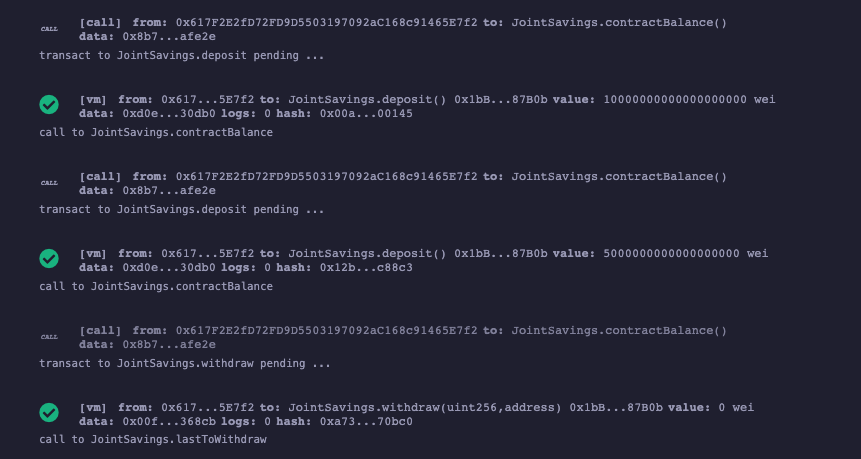 CALL [call] from: 0x617F2E2fD72FD9D5503197092aC168c91465E7f2 to: JointSavings.contractBalance()
data: 0x8b7...afe2e
transact to JointSavings.deposit pending ...
[vm] from: 0x617...5E7f2 to: JointSavings.deposit() 0x1bB...87B0b value: 10000000000000000000 wei
data: 0xd0e...30db0 logs: 0 hash: 0x00a...00145
call to JointSavings.contractBalance
CALL [call] from: 0x617F2E2fD72FD9D5503197092aC168c91465E7f2 to: JointSavings.contractBalance()
data: 0x8b7...afe2e
transact to JointSavings.deposit pending ...
[vm] from: 0x617...5E7f2 to: JointSavings.deposit() 0x1bB...87B0b value: 5000000000000000000 wei
data: 0xd0e...30db0 logs: 0 hash: 0x12b...c88c3
call to JointSavings.contractBalance
CALL [call] from: 0x617F2E2fD72FD9D5503197092aC168c91465E7f2 to: JointSavings.contractBalance()
data: 0x8b7...afe2e
transact to JointSavings.withdraw pending ...
[vm] from: 0x617...5E7f2 to: JointSavings.withdraw(uint256,address) 0x1bB...87B0b value: 0 wei
data: 0x00f...368cb logs: 0 hash: 0xa73...70bc0
call to JointSavings.lastToWithdraw